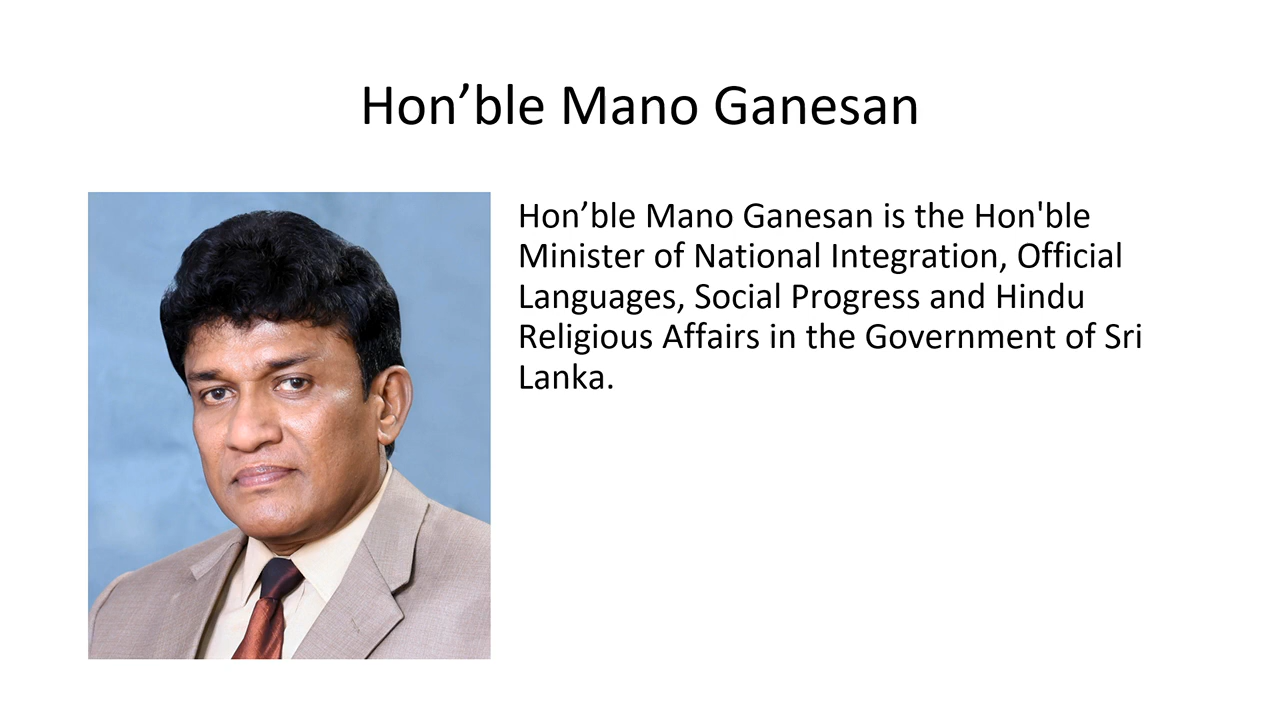 Hon’ble Mano Ganesan
Hon’ble Mano Ganesan is the Hon'ble
Minister of National Integration, Official
Languages, Social Progress and Hindu
Religious Affairs in the Government of Sri
Lanka.